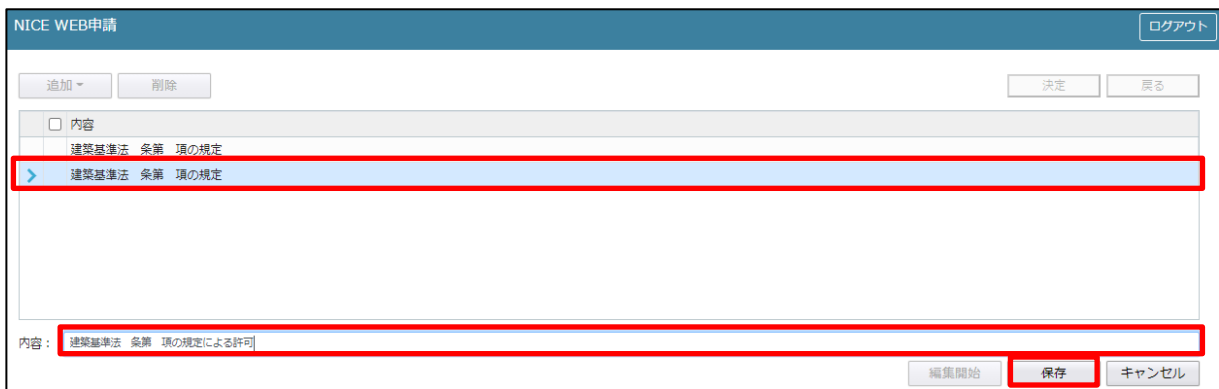 NICE WEB申請 ログアウト
追加 削除 決定 戻る
内容
建築基準法　条第　項の規定
建築基準法　条第　項の規定
内容： 建築基準法　条第　項の規定による許可
編集開始 保存 キャンセル